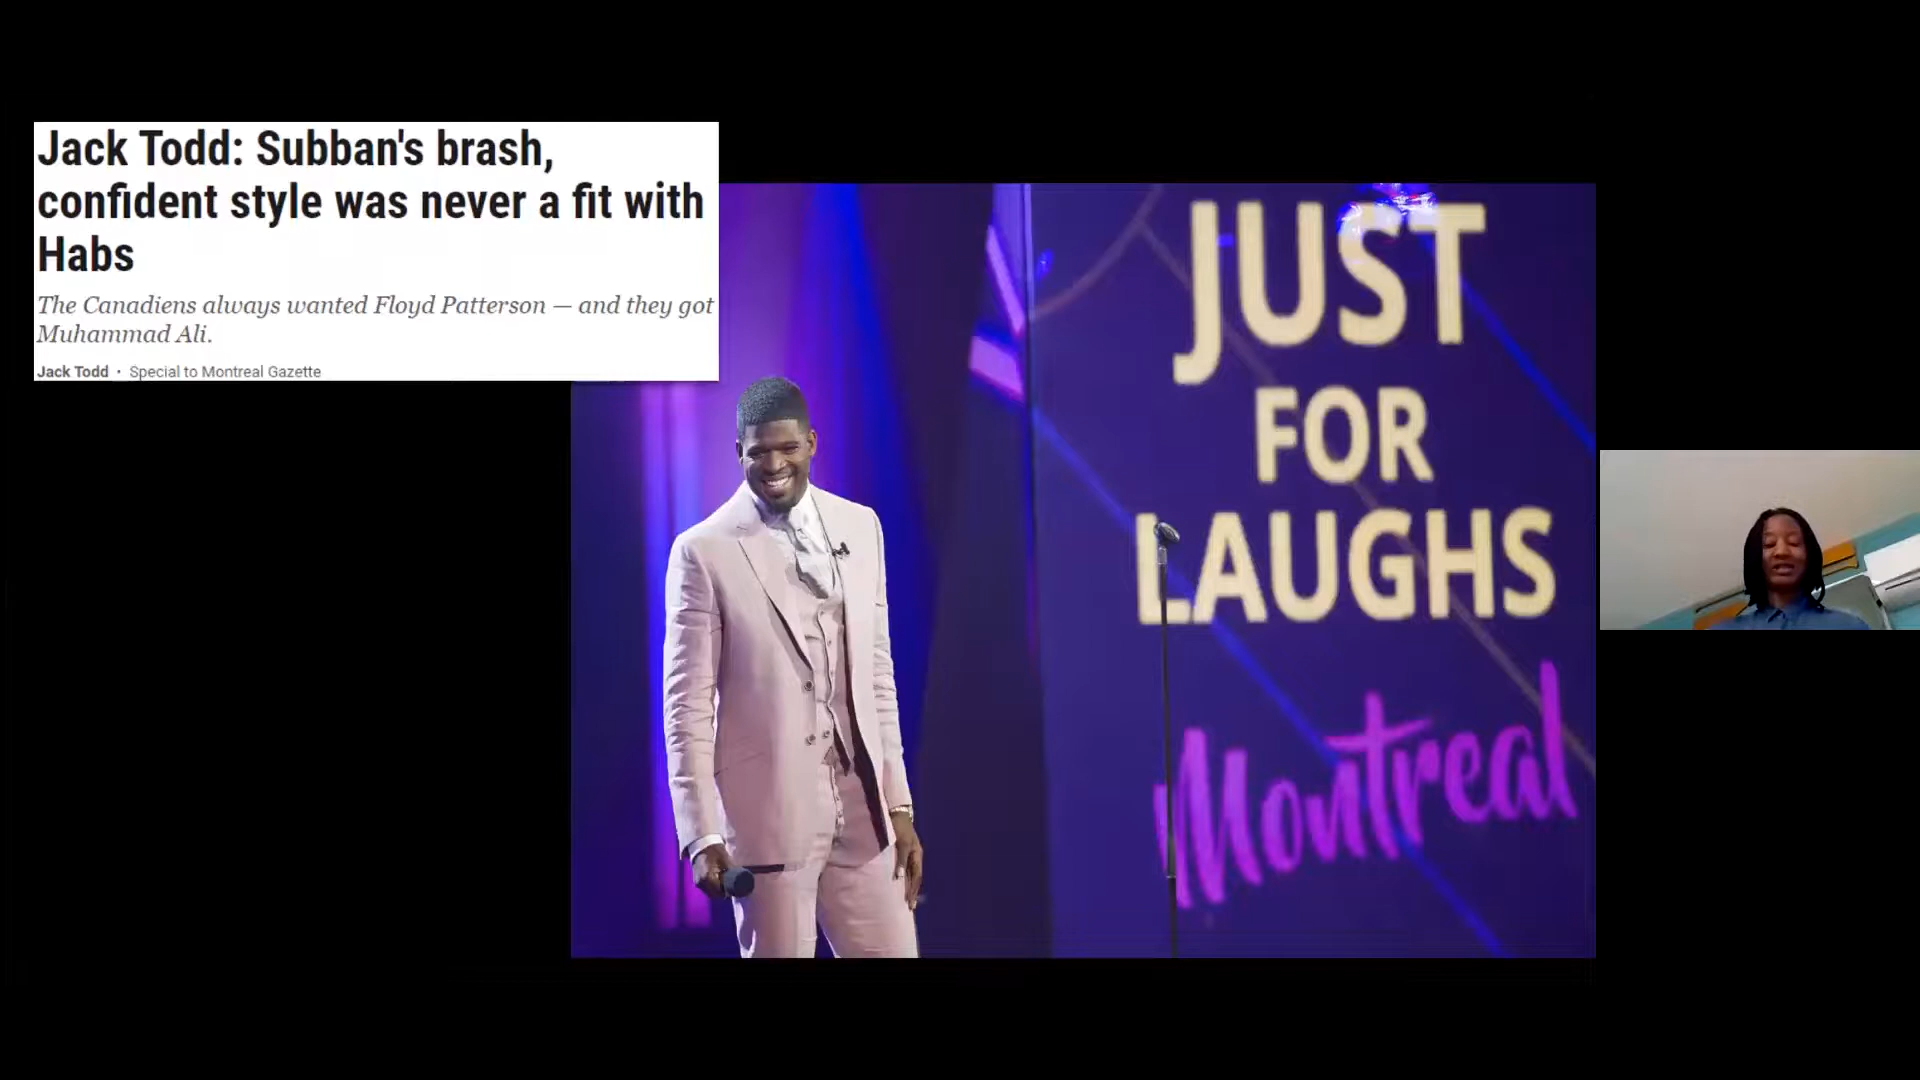 Jack Todd: Subban's brash,
confident style was never a fit with
Habs
The Canadiens always wanted Floyd Patterson — and they got
Muhammad Ali.
Jack Todd • Special to Montreal Gazette
JUST
FOR
LAUGHS
Montreal